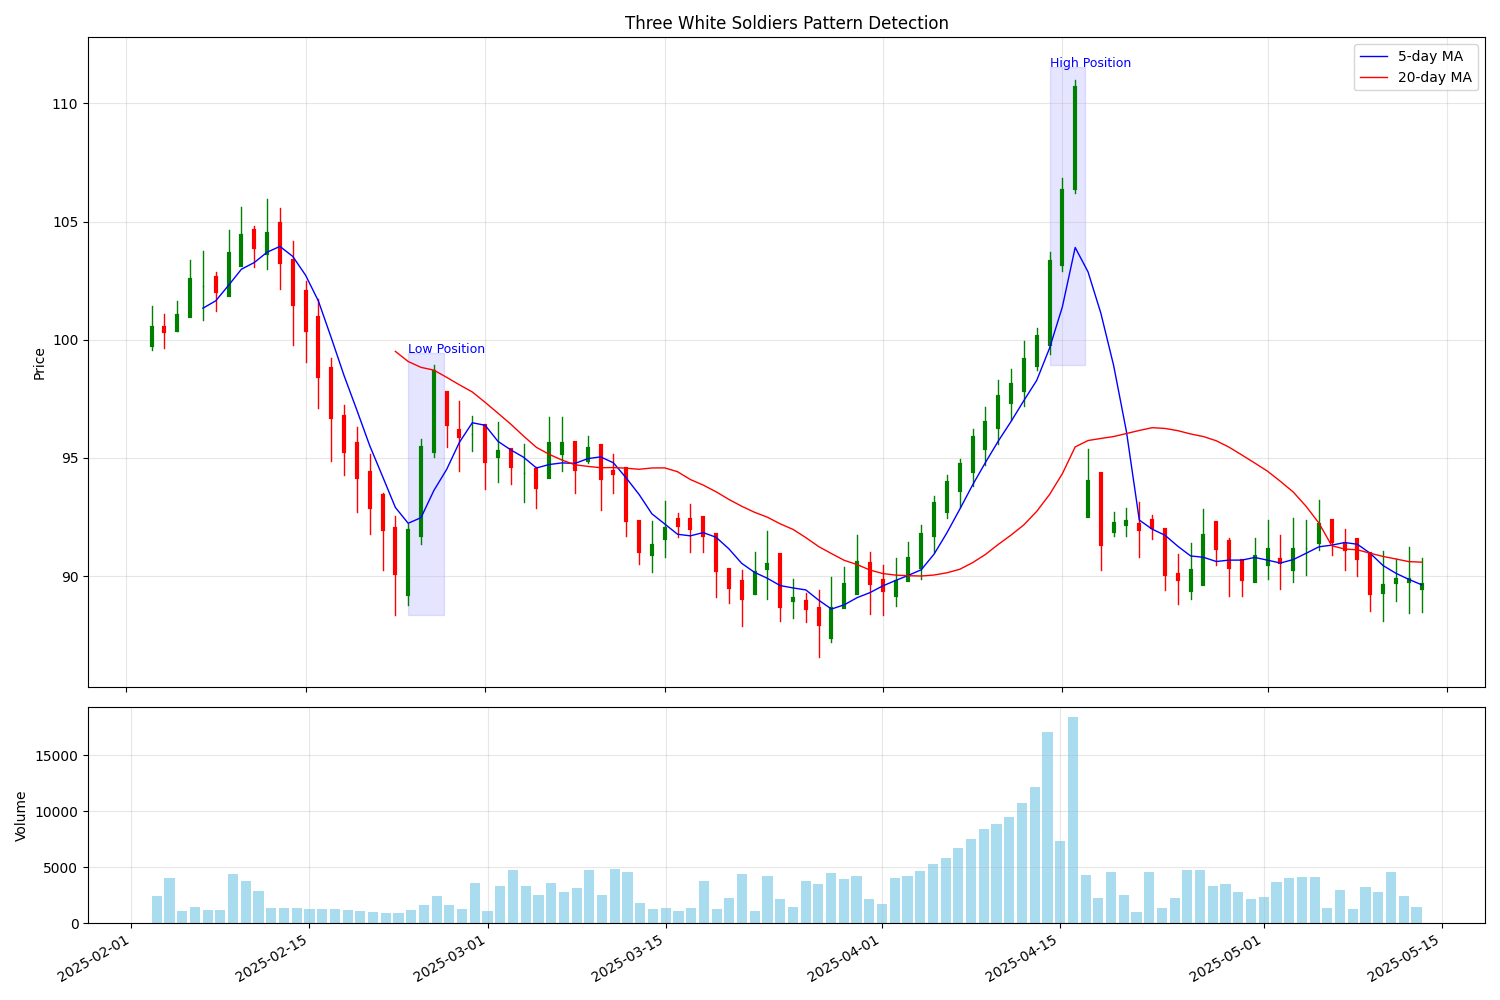 Three White Soldiers Pattern Detection
High Position
5-day MA
20-day MA
110
105
100
95
90
Price
Low Position
15000
10000
5000
0
Volume
2025-02-01
2025-02-15
2025-03-01
2025-03-15
2025-04-01
2025-04-15
2025-05-01
2025-05-15